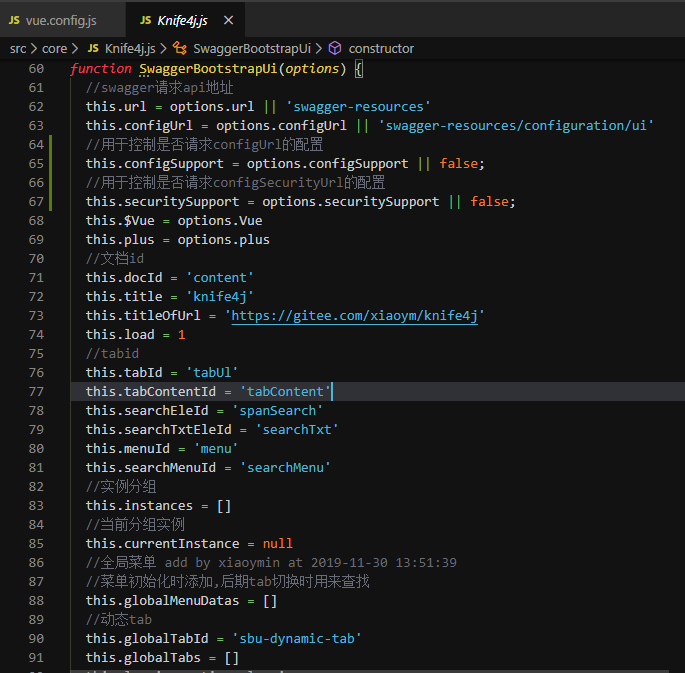 JS vue.config.js JS Knife4j.js ×
src > core > JS Knife4j.js > SwaggerBootstrapUi > constructor
60 function SwaggerBootstrapUi(options) {
61 //swagger请求api地址
62 this.url = options.url || 'swagger-resources'
63 this.configUrl = options.configUrl || 'swagger-resources/configuration/ui'
64 //用于控制是否请求configUrl的配置
65 this.configSupport = options.configSupport || false;
66 //用于控制是否请求configSecurityUrl的配置
67 this.securitySupport = options.securitySupport || false;
68 this.$Vue = options.Vue
69 this.plus = options.plus
70 //文档id
71 this.docId = 'content'
72 this.title = 'knife4j'
73 this.titleOfUrl = 'https://gitee.com/xiaoym/knife4j'
74 this.load = 1
75 //tabid
76 this.tabId = 'tabUl'
77 this.tabContentId = 'tabContent'
78 this.searchEleId = 'spanSearch'
79 this.searchTxtEleId = 'searchTxt'
80 this.menuId = 'menu'
81 this.searchMenuId = 'searchMenu'
82 //实例分组
83 this.instances = []
84 //当前分组实例
85 this.currentInstance = null
86 //全局菜单 add by xiaoymin at 2019-11-30 13:51:39
87 //菜单初始化时添加,后期tab切换时用来查找
88 this.globalMenuDatas = []
89 //动态tab
90 this.globalTabId = 'sbu-dynamic-tab'
91 this.globalTabs = []